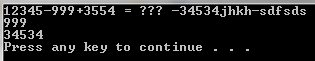 12345-999+3554 = ??? -34534jhkh-sdfsds
999
34534
Press any key to continue . . .